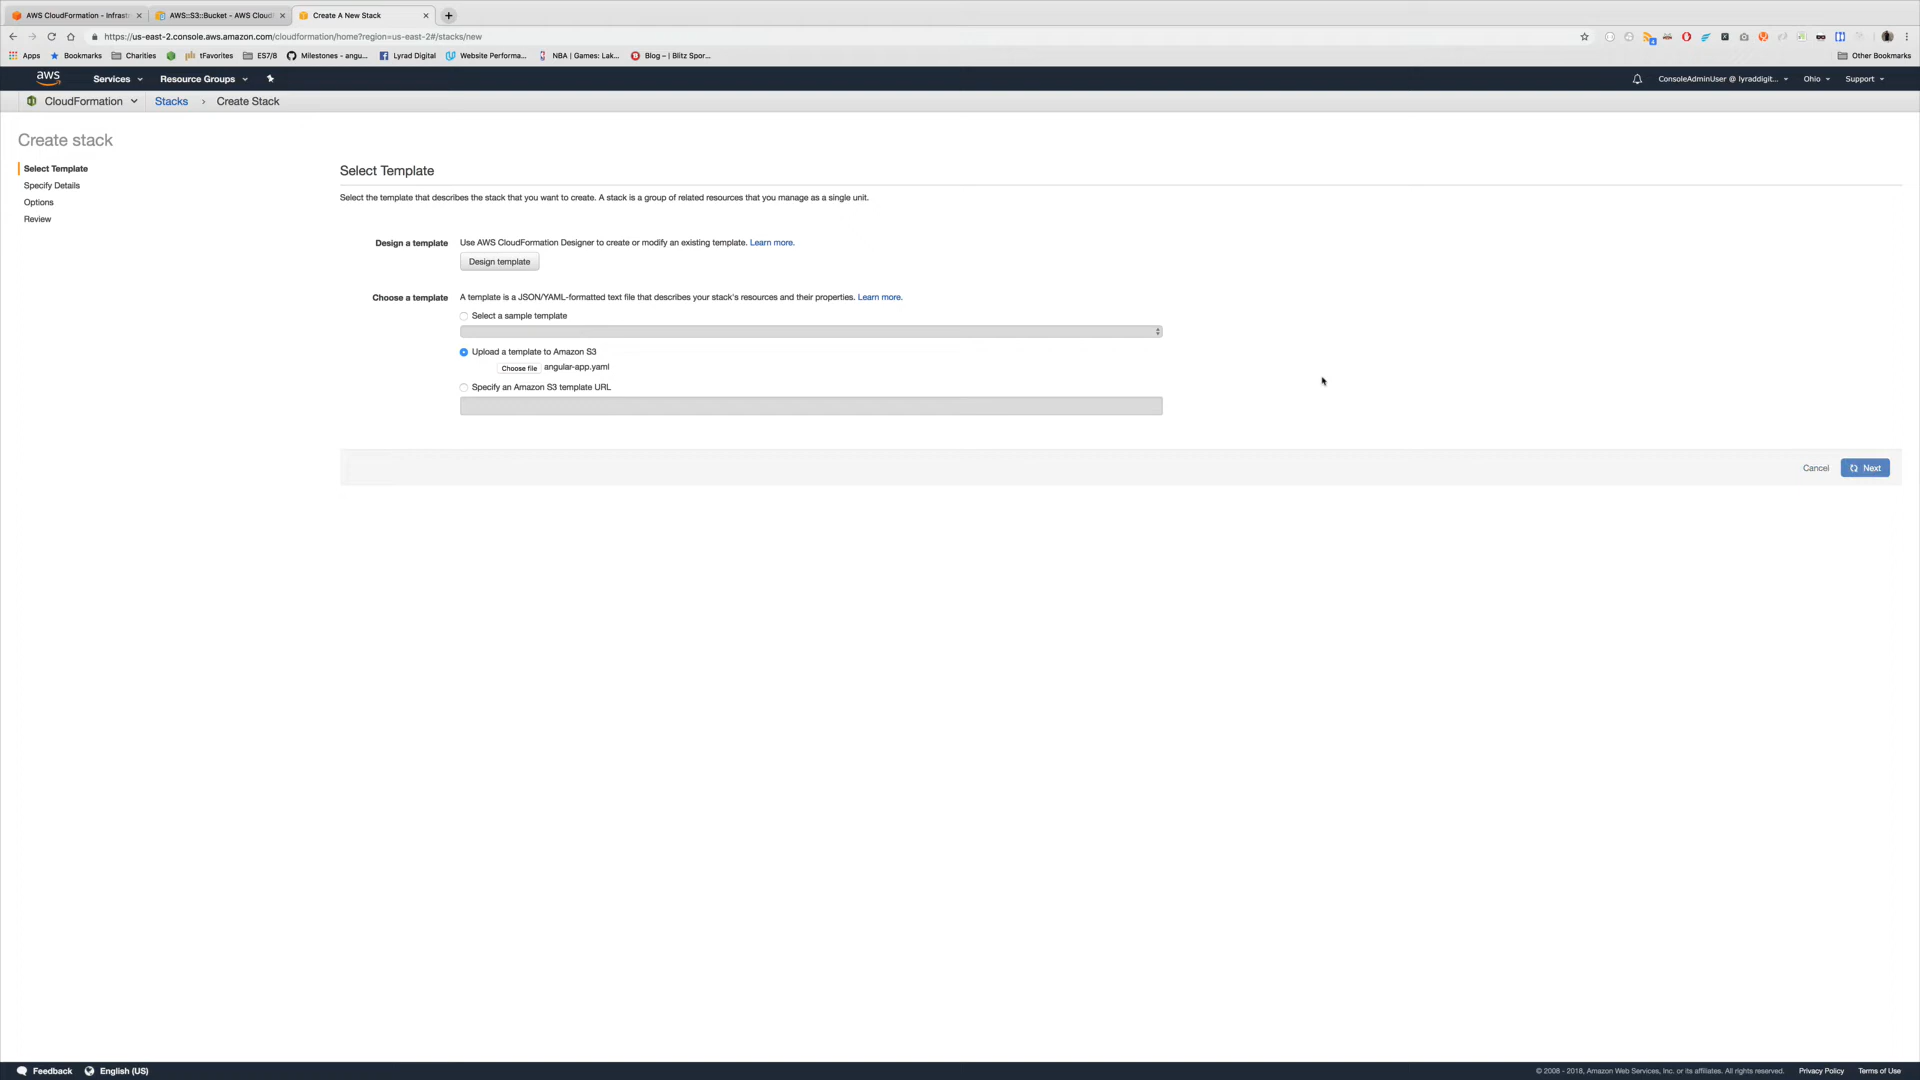 AWS CloudFormation - Infrastr
AWS::S3::Bucket - AWS CloudF
Create A New Stack
https://us-east-2.console.aws.amazon.com/cloudformation/home?region=us-east-2#/stacks/new
Apps
Bookmarks
Charities
tFavorites
ES7/8
Milestones - angu...
Lyrad Digital
Website Performa...
NBA | Games: Lak...
Blog – | Blitz Spor...
Other Bookmarks
aws
Services
Resource Groups
ConsoleAdminUser @ lyraddigit...
Ohio
Support
CloudFormation
Stacks
Create Stack
Create stack
Select Template
Specify Details
Options
Review
Select Template
Select the template that describes the stack that you want to create. A stack is a group of related resources that you manage as a single unit.
Design a template
Use AWS CloudFormation Designer to create or modify an existing template. Learn more.
Design template
Choose a template
A template is a JSON/YAML-formatted text file that describes your stack's resources and their properties. Learn more.
Select a sample template
Upload a template to Amazon S3
Choose file angular-app.yaml
Specify an Amazon S3 template URL
Cancel
Next
Feedback
English (US)
© 2008 - 2018, Amazon Web Services, Inc. or its affiliates. All rights reserved.
Privacy Policy
Terms of Use